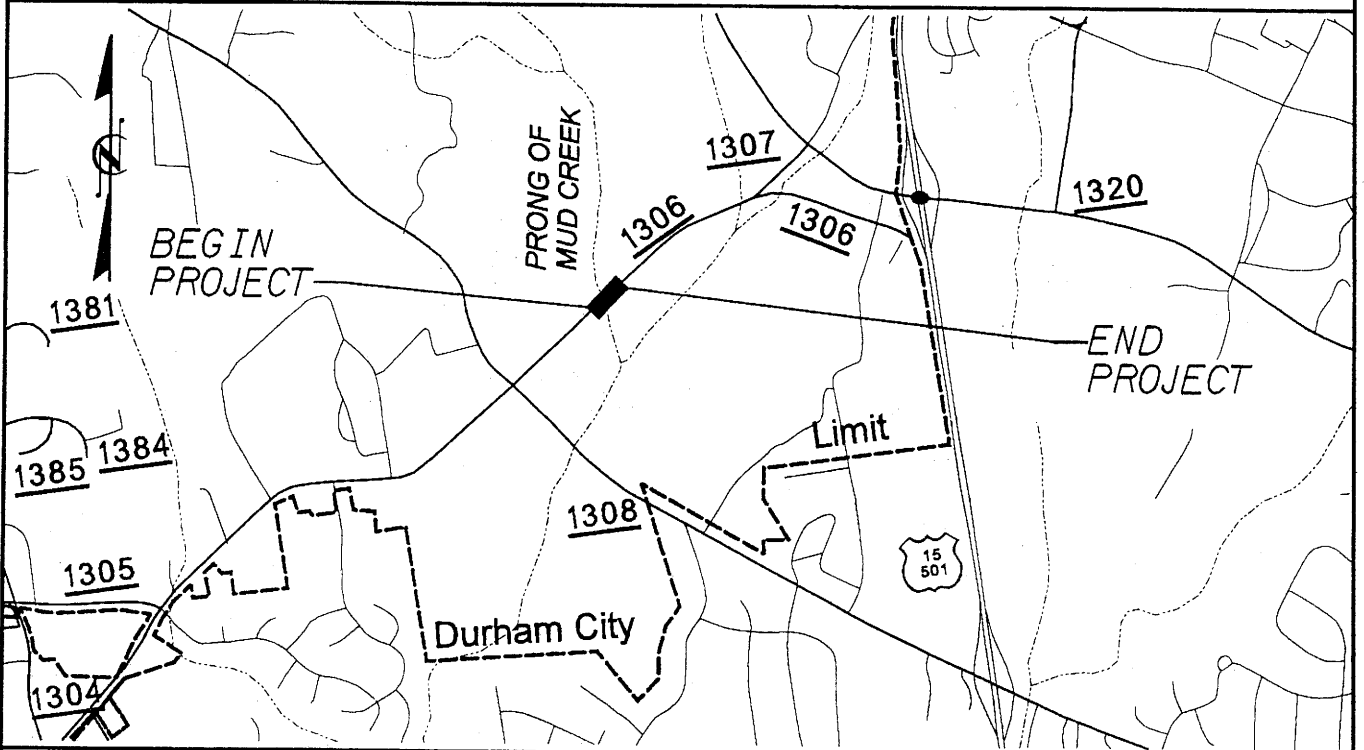 1307
PRONG OF
MUD CREEK
1306
1306
1320
BEGIN
PROJECT
1381
END
PROJECT
Limit
1384
1385
1308
15
501
1305
Durham City
1304
N